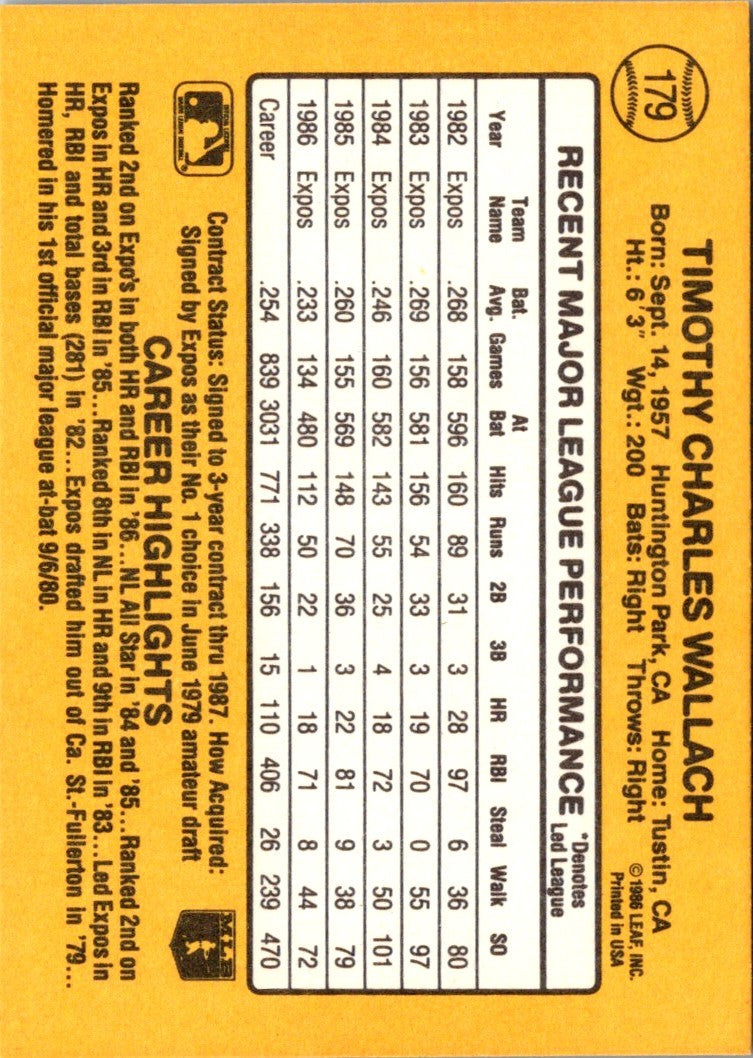 179
TIMOTHY CHARLES WALLACH
Born: Sept. 14, 1957 Huntington Park, CA Home: Tustin, CA
Ht.: 6'3" Wgt.: 200 Bats: Right Throws: Right
©1986 LEAF, INC.
Printed in USA
RECENT MAJOR LEAGUE PERFORMANCE *Denotes
Led League
Team Bat. At
Year Name Avg. Games Bat Hits Runs 2B 3B HR RBI Steal Walk SO
1982 Expos .268 158 596 160 89 31 3 28 97 6 36 80
1983 Expos .269 156 581 156 54 33 3 19 70 0 55 97
1984 Expos .246 160 582 143 55 25 4 18 72 3 50 101
1985 Expos .260 155 569 148 70 36 3 22 81 9 38 79
1986 Expos .233 134 480 112 50 22 1 18 71 8 44 72
Career .254 839 3031 771 338 156 15 110 406 26 239 470
Contract Status: Signed to 3-year contract thru 1987. How Acquired:
Signed by Expos as their No. 1 choice in June 1979 amateur draft
MLB
CAREER HIGHLIGHTS
Ranked 2nd on Expo's in both HR and RBI in '86...NL All Star in '84 and '85...Ranked 2nd on
Expos in HR and 3rd in RBI in '85...Ranked 8th in NL in HR and 9th in RBI in '83...Led Expos in
HR, RBI and total bases (281) in '82...Expos drafted him out of Ca. St.-Fullerton in '79...
Homered in his 1st official major league at-bat 9/6/80.